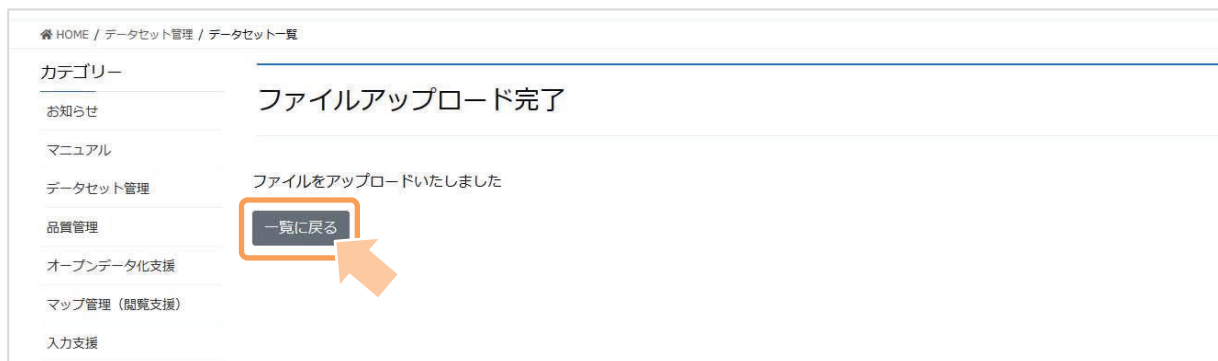 HOME / データセット管理 / データセット一覧
カテゴリー
お知らせ
マニュアル
データセット管理
品質管理
オープンデータ化支援
マップ管理（閲覧支援）
入力支援
ファイルアップロード完了
ファイルをアップロードいたしました
一覧に戻る